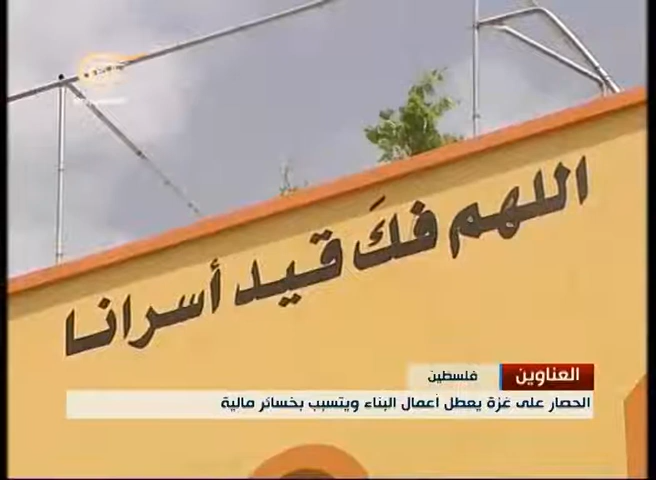 اللهم فك قيد أسرانا
العناوين
فلسطين
الحصار على غزة يعطل أعمال البناء ويتسبب بخسائر مالية